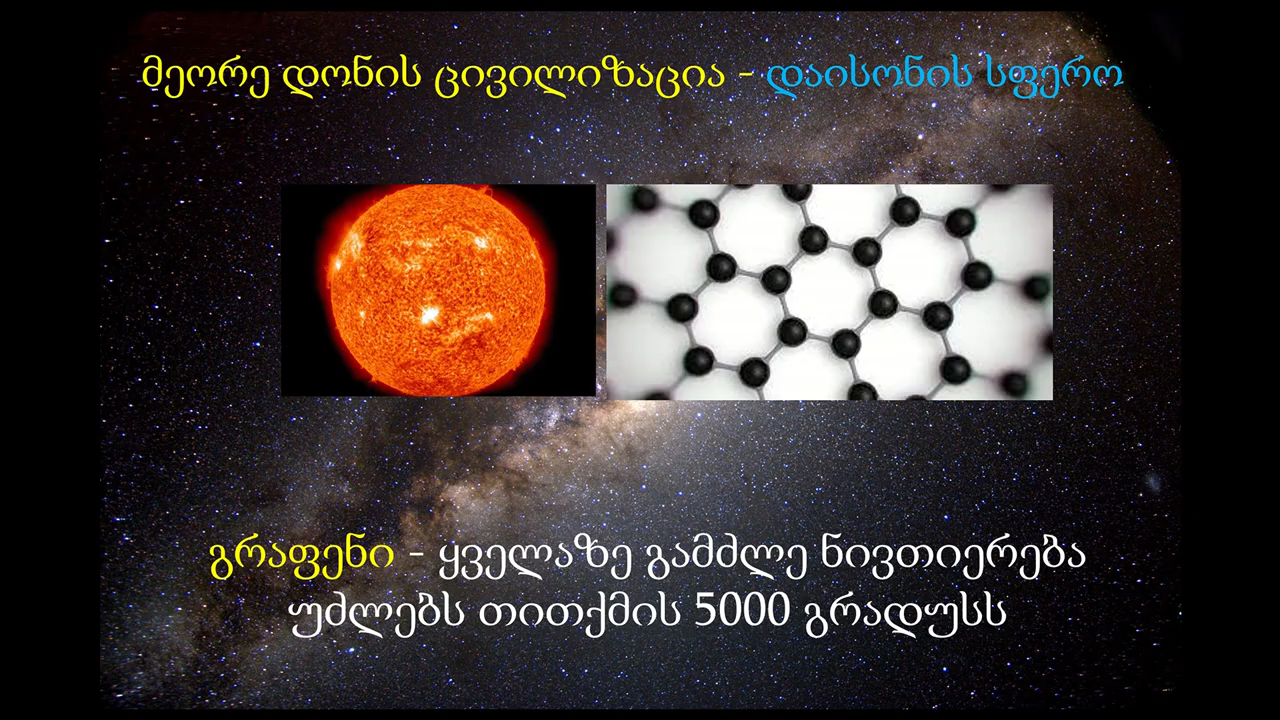 მეორე დონის ცივილიზაცია - დაისონის სფერო
გრაფენი - ყველაზე გამძლე ნივთიერება
უძლებს თითქმის 5000 გრადუსს